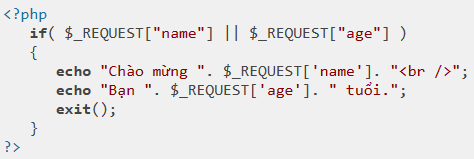 <?php
   if( $_REQUEST["name"] || $_REQUEST["age"] )
   {
      echo "Chào mừng ". $_REQUEST['name']. "<br />";
      echo "Bạn ". $_REQUEST['age']. " tuổi.";
      exit();
   }
?>